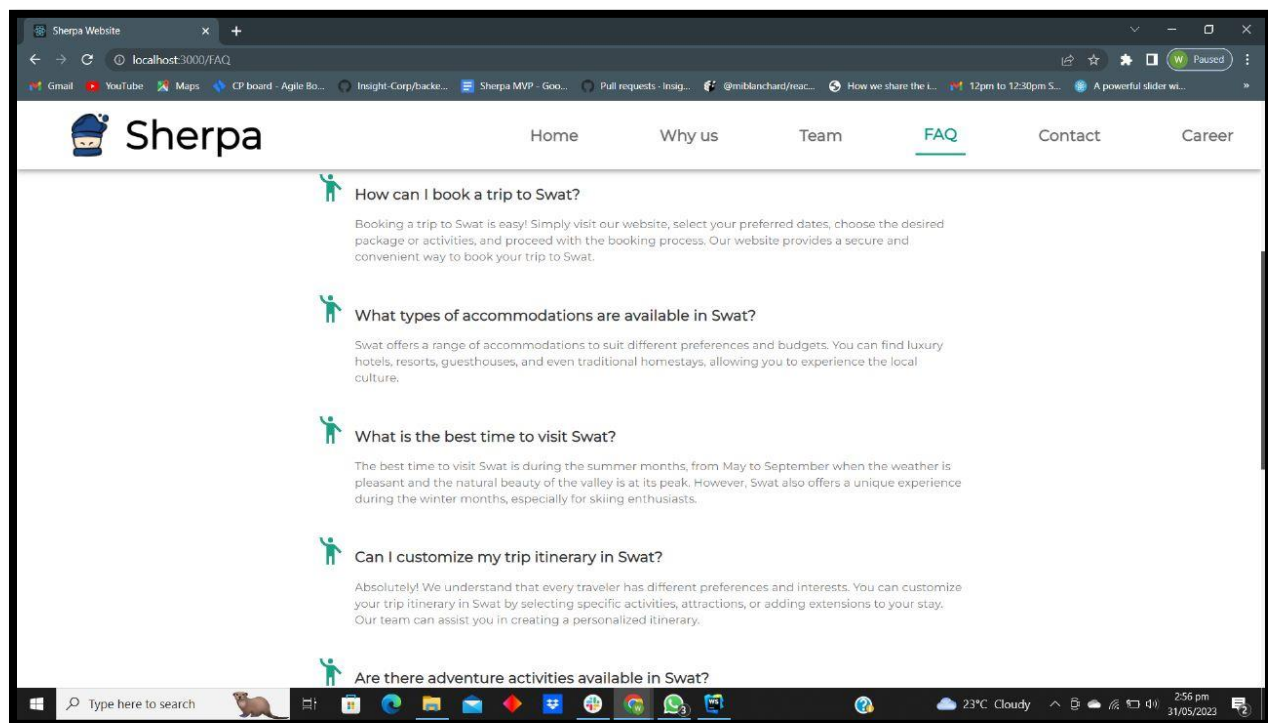 Sherpa Website
localhost:3000/FAQ
W Paused
Gmail YouTube Maps CP board - Agile Bo... Insight-Corp/backe... Sherpa MVP - Goo... Pull requests - Insig... @miblanchard/reac... How we share the i... 12pm to 12:30pm S... A powerful slider wi... »
Sherpa Home Why us Team FAQ Contact Career
How can I book a trip to Swat?
Booking a trip to Swat is easy! Simply visit our website, select your preferred dates, choose the desired
package or activities, and proceed with the booking process. Our website provides a secure and
convenient way to book your trip to Swat.
What types of accommodations are available in Swat?
Swat offers a range of accommodations to suit different preferences and budgets. You can find luxury
hotels, resorts, guesthouses, and even traditional homestays, allowing you to experience the local
culture.
What is the best time to visit Swat?
The best time to visit Swat is during the summer months, from May to September when the weather is
pleasant and the natural beauty of the valley is at its peak. However, Swat also offers a unique experience
during the winter months, especially for skiing enthusiasts.
Can I customize my trip itinerary in Swat?
Absolutely! We understand that every traveler has different preferences and interests. You can customize
your trip itinerary in Swat by selecting specific activities, attractions, or adding extensions to your stay.
Our team can assist you in creating a personalized itinerary.
Are there adventure activities available in Swat?
Type here to search
WS
3
23°C Cloudy
2:56 pm
31/05/2023
2